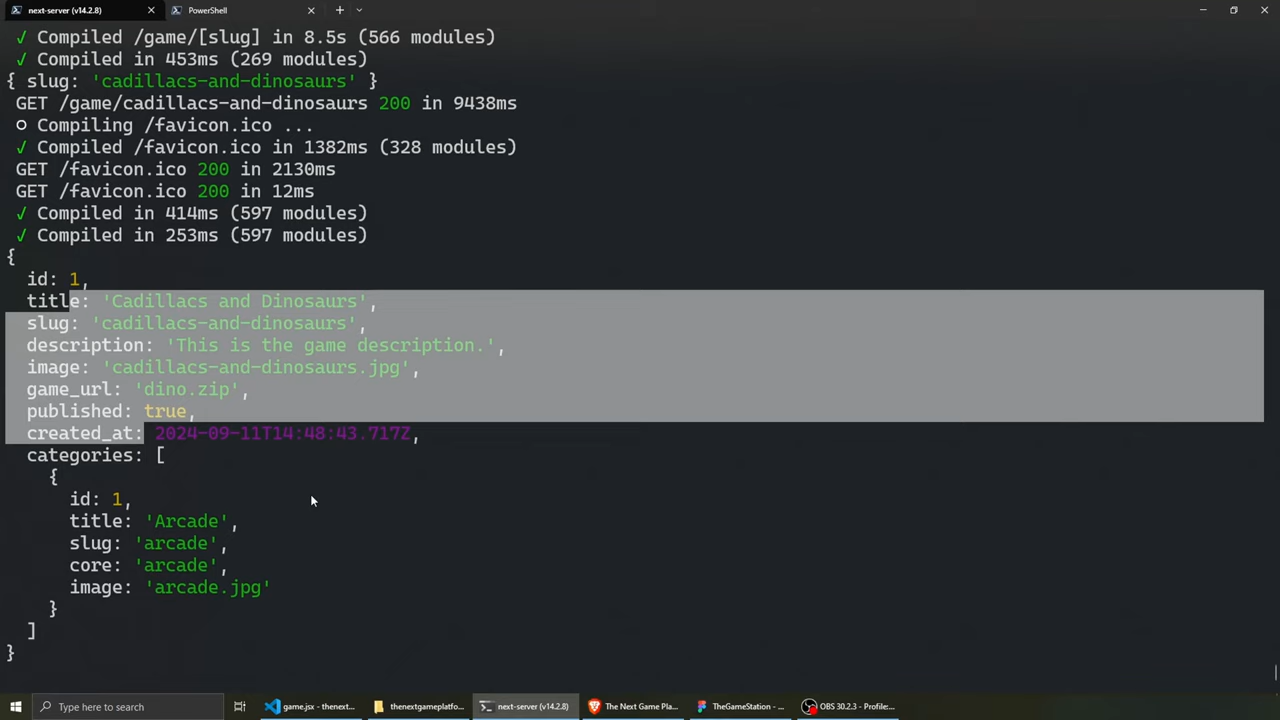 next-server (v14.2.8)
PowerShell
✓ Compiled /game/[slug] in 8.5s (566 modules)
✓ Compiled in 453ms (269 modules)
{ slug: 'cadillacs-and-dinosaurs' }
GET /game/cadillacs-and-dinosaurs 200 in 9438ms
○ Compiling /favicon.ico ...
✓ Compiled /favicon.ico in 1382ms (328 modules)
GET /favicon.ico 200 in 2130ms
GET /favicon.ico 200 in 12ms
✓ Compiled in 414ms (597 modules)
✓ Compiled in 253ms (597 modules)
{
id: 1,
title: 'Cadillacs and Dinosaurs',
slug: 'cadillacs-and-dinosaurs',
description: 'This is the game description.',
image: 'cadillacs-and-dinosaurs.jpg',
game_url: 'dino.zip',
published: true,
created_at: 2024-09-11T14:48:43.717Z,
categories: [
{
id: 1,
title: 'Arcade',
slug: 'arcade',
core: 'arcade',
image: 'arcade.jpg'
}
]
}
Type here to search
game.jsx - thenext...
thenextgameplatfo...
next-server (v14.2.8)
The Next Game Pla...
TheGameStation - ...
OBS 30.2.3 - Profile:...